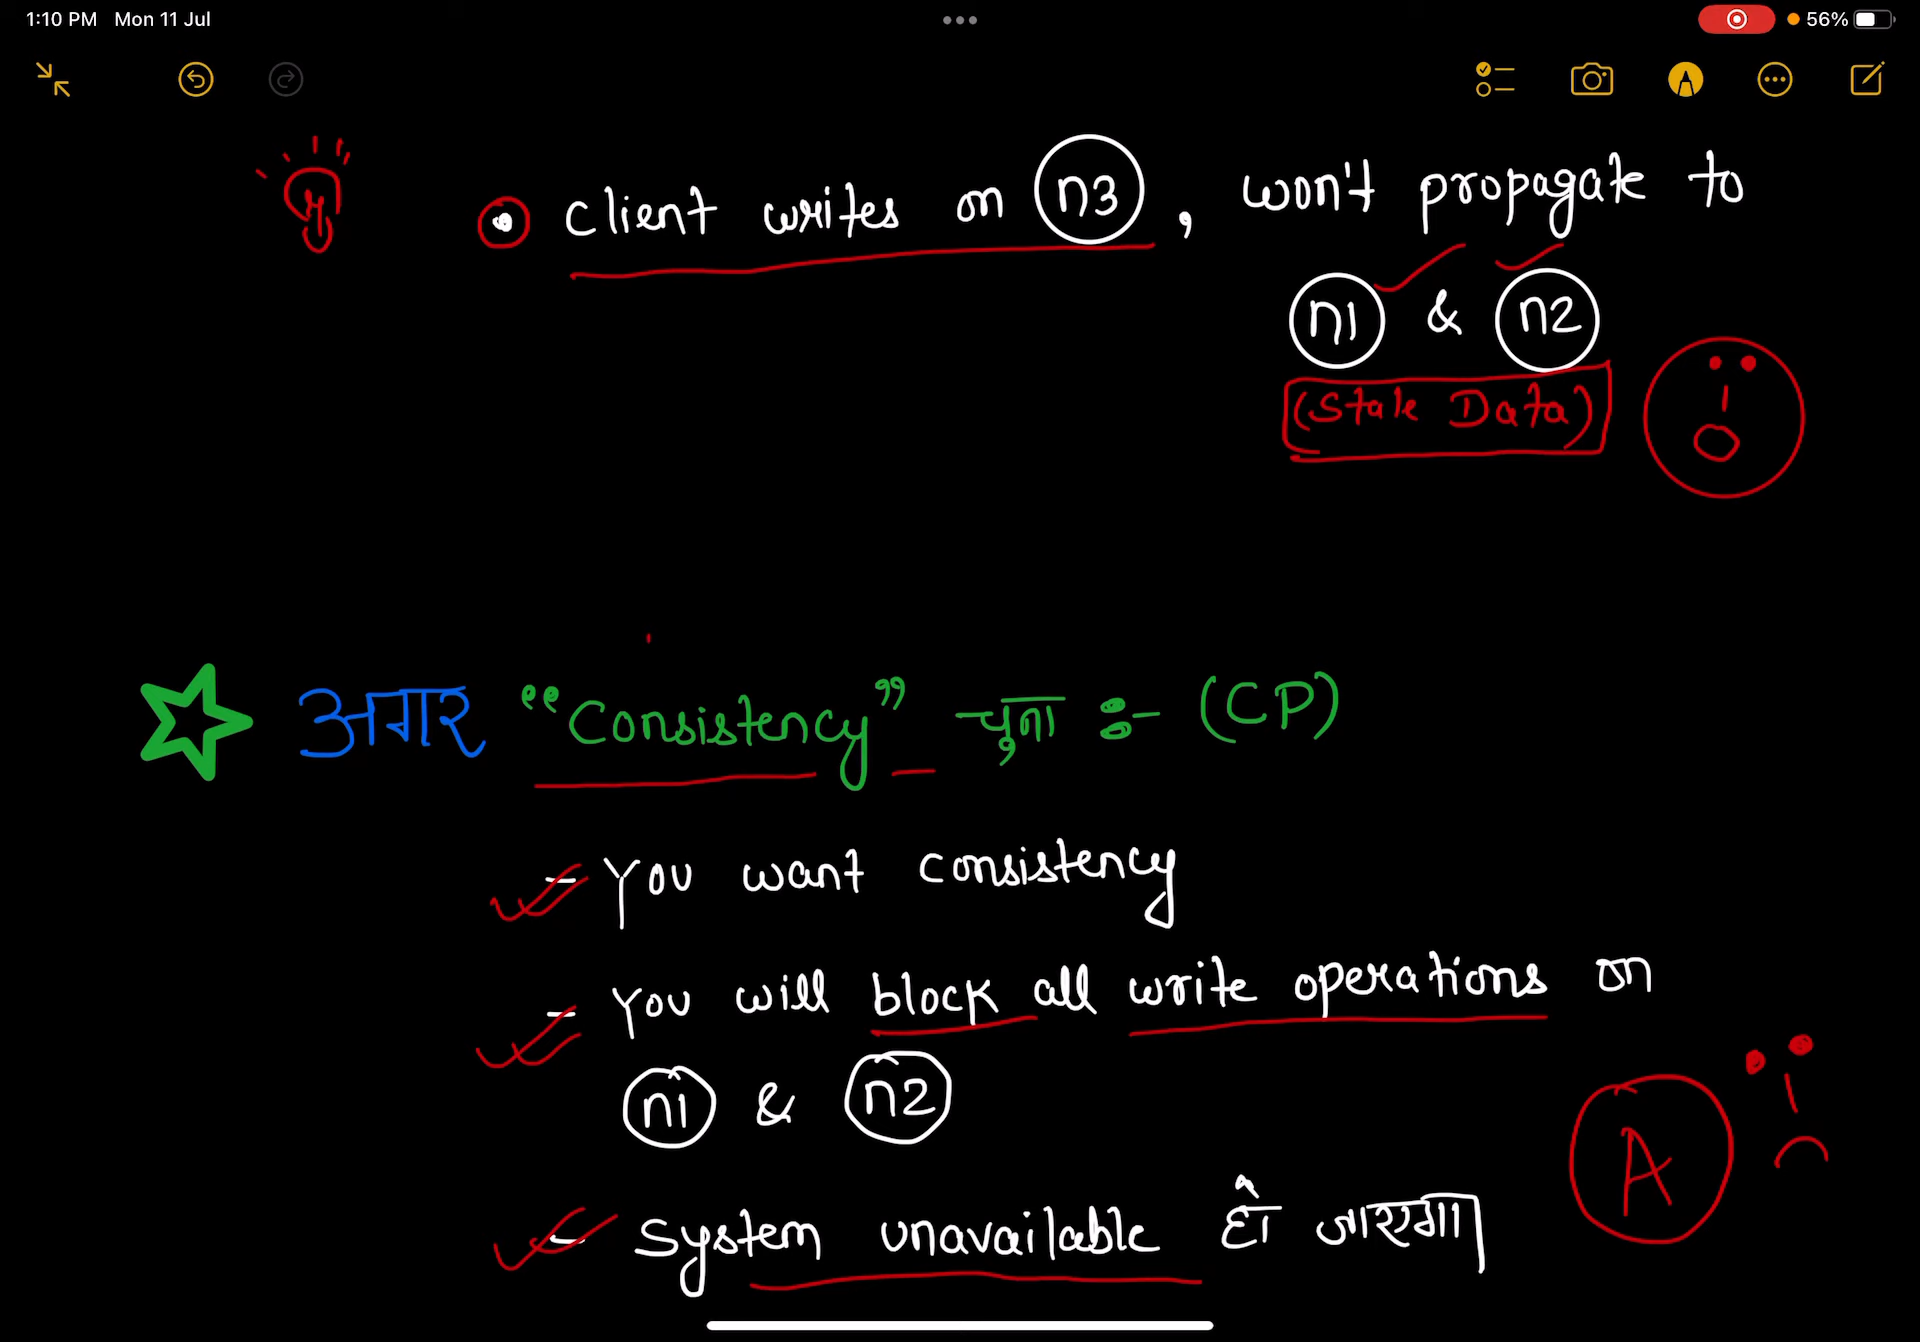 1:10 PM Mon 11 Jul 56%
• Client writes on n3, won't propagate to
n1 & n2
(Stale Data)
अगर "Consistency" चुना :- (CP)
- You want consistency
- You will block all write operations on
n1 & n2
A
- System unavailable हो जाएगा